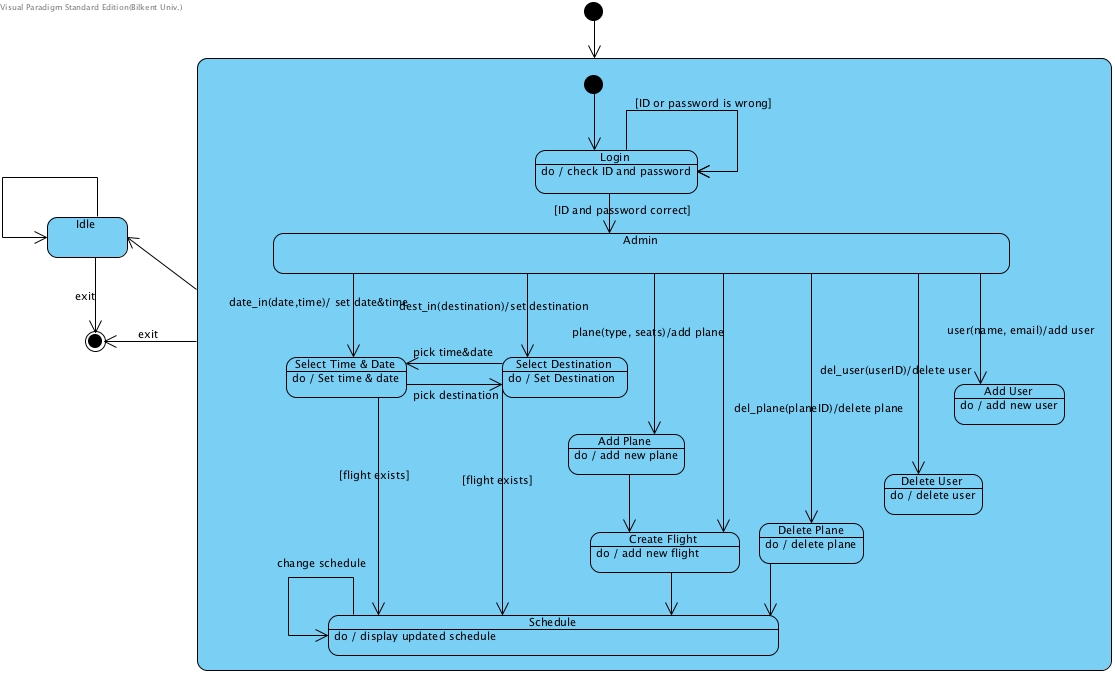 Visual Paradigm Standard Edition(Bilkent Univ.)
[ID or password is wrong]
Login
do / check ID and password
[ID and password correct]
Idle
Admin
exit
date_in(date,time)/ set date&time
dest_in(destination)/set destination
plane(type, seats)/add plane
user(name, email)/add user
exit
pick time&date
Select Time & Date
do / Set time & date
Select Destination
do / Set Destination
pick destination
del_user(userID)/delete user
Add User
do / add new user
del_plane(planeID)/delete plane
Add Plane
do / add new plane
[flight exists]
[flight exists]
Delete User
do / delete user
Delete Plane
do / delete plane
Create Flight
do / add new flight
change schedule
Schedule
do / display updated schedule